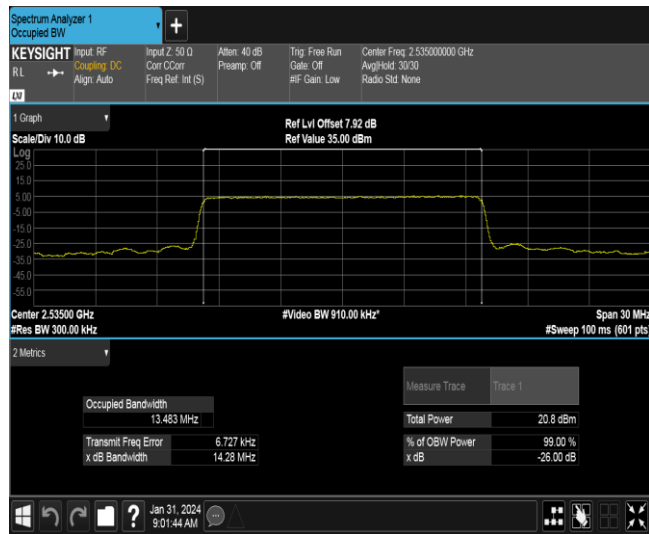 Spectrum Analyzer 1
Occupied BW
+
KEYSIGHT
RL
LXI
Input: RF
Coupling: DC
Align: Auto
Input Z: 50 Ω
Corr CCorr
Freq Ref: Int (S)
Atten: 40 dB
Preamp: Off
Trig: Free Run
Gate: Off
#IF Gain: Low
Center Freq: 2.535000000 GHz
Avg|Hold: 30/30
Radio Std: None
1 Graph
Scale/Div 10.0 dB
Ref Lvl Offset 7.92 dB
Ref Value 35.00 dBm
Log
25.0
15.0
5.00
-5.00
-15.0
-25.0
-35.0
-45.0
-55.0
Center 2.53500 GHz
#Res BW 300.00 kHz
#Video BW 910.00 kHz*
Span 30 MHz
#Sweep 100 ms (601 pts)
2 Metrics
Measure Trace Trace 1
Occupied Bandwidth
13.483 MHz
Total Power 20.8 dBm
Transmit Freq Error 6.727 kHz
% of OBW Power 99.00 %
x dB Bandwidth 14.28 MHz
x dB -26.00 dB
?
Jan 31, 2024
9:01:44 AM